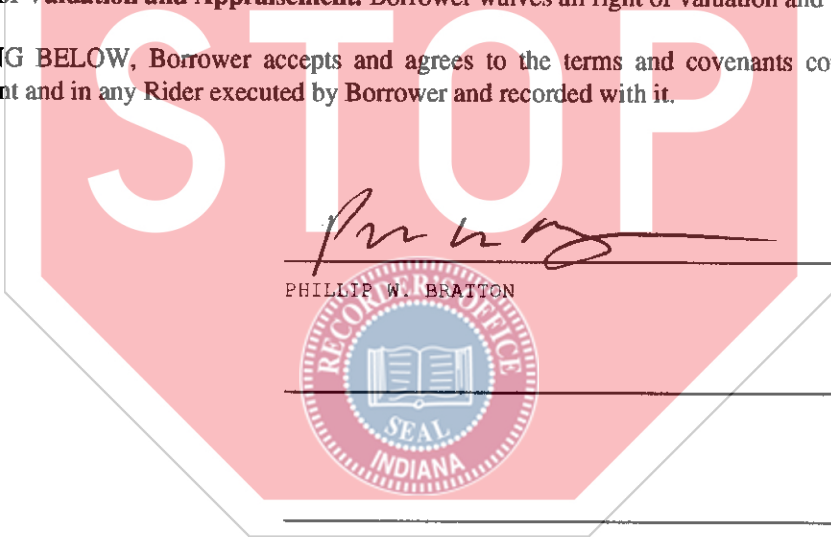 of Valuation and Appraisement. Borrower waives all right of valuation and
NG BELOW, Borrower accepts and agrees to the terms and covenants co
nt and in any Rider executed by Borrower and recorded with it.
STOP
PHILLIP W. BRATTON
RECORDER'S OFFICE
SEAL
INDIANA